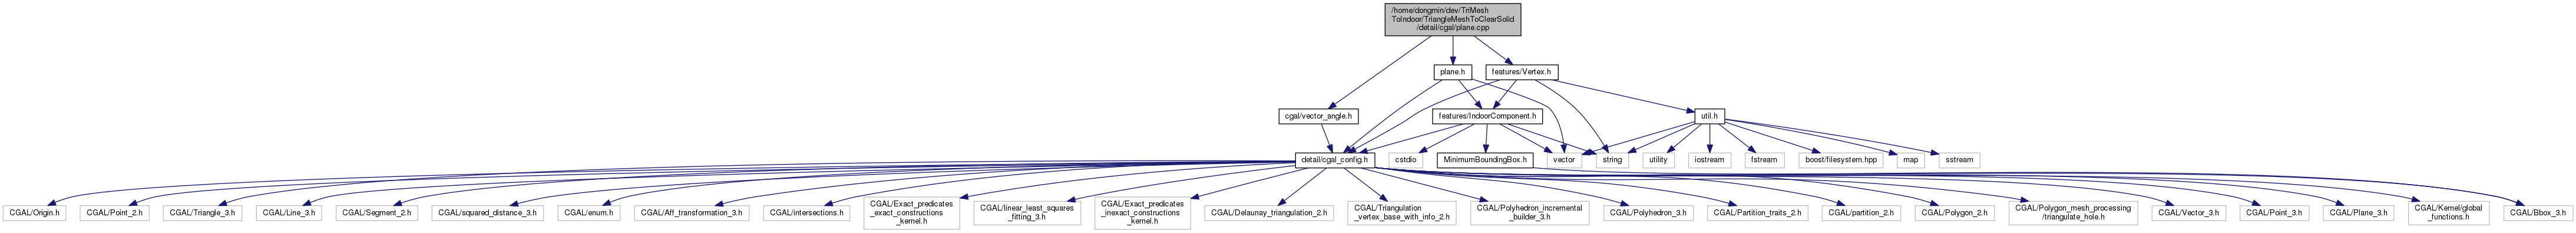 /home/dongmin/dev/TriMesh
ToIndoor/TriangleMeshToClearSolid
/detail/cgal/plane.cpp
plane.h
features/Vertex.h
cgal/vector_angle.h
features/IndoorComponent.h
util.h
detail/cgal_config.h
cstdio
MinimumBoundingBox.h
vector
string
utility
iostream
fstream
boost/filesystem.hpp
map
sstream
CGAL/Origin.h
CGAL/Point_2.h
CGAL/Triangle_3.h
CGAL/Line_3.h
CGAL/Segment_2.h
CGAL/squared_distance_3.h
CGAL/enum.h
CGAL/Aff_transformation_3.h
CGAL/intersections.h
CGAL/Exact_predicates
_exact_constructions
_kernel.h
CGAL/linear_least_squares
_fitting_3.h
CGAL/Exact_predicates
_inexact_constructions
_kernel.h
CGAL/Delaunay_triangulation_2.h
CGAL/Triangulation
_vertex_base_with_info_2.h
CGAL/Polyhedron_incremental
_builder_3.h
CGAL/Polyhedron_3.h
CGAL/Partition_traits_2.h
CGAL/partition_2.h
CGAL/Polygon_2.h
CGAL/Polygon_mesh_processing
/triangulate_hole.h
CGAL/Vector_3.h
CGAL/Point_3.h
CGAL/Plane_3.h
CGAL/Kernel/global
_functions.h
CGAL/Bbox_3.h